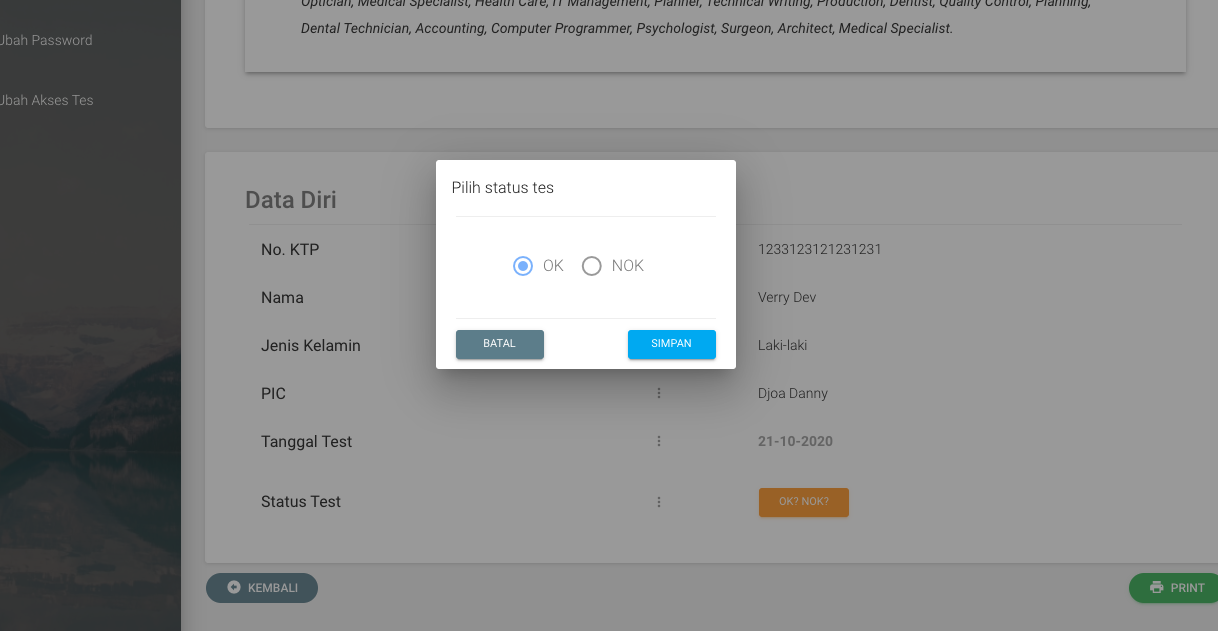 Optician, Medical Specialist, Health Care, IT Management, Planner, Technical Writing, Production, Dentist, Quality Control, Planning,
Dental Technician, Accounting, Computer Programmer, Psychologist, Surgeon, Architect, Medical Specialist.
Ubah Password
Ubah Akses Tes
Pilih status tes
OK NOK
BATAL SIMPAN
Data Diri
No. KTP 1233123121231231
Nama Verry Dev
Jenis Kelamin Laki-laki
PIC : Djoa Danny
Tanggal Test : 21-10-2020
Status Test : OK? NOK?
KEMBALI PRINT